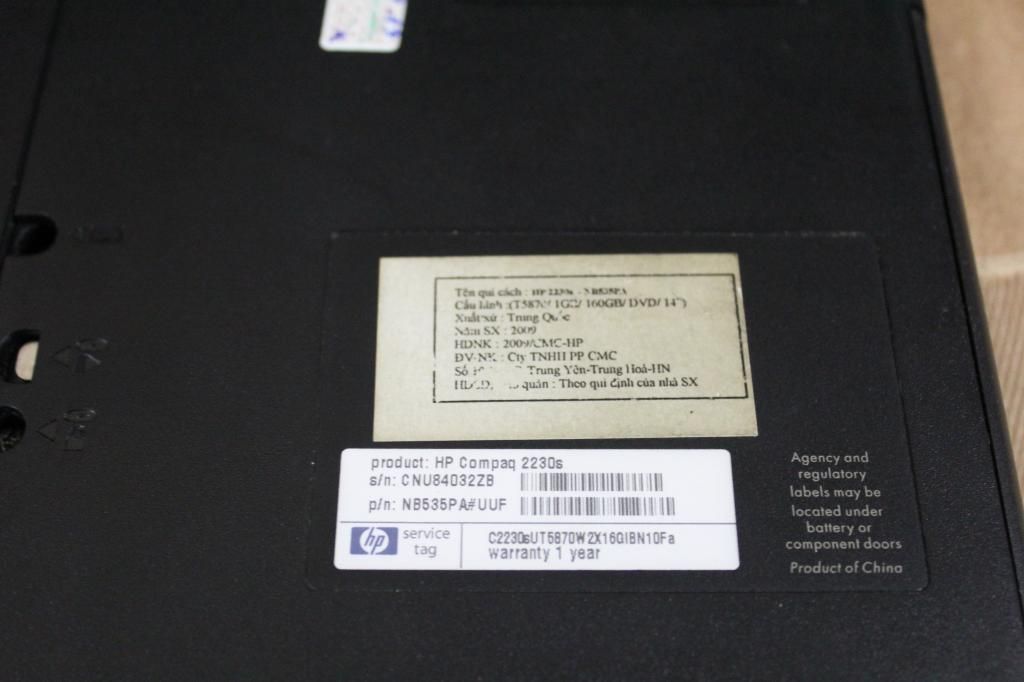 Tên qui cách : HP 2230s - NB535PA
Cấu hình :(T5870/ 1GB/ 160GB/ DVD/ 14")
Xuất xứ : Trung Quốc
Năm SX : 2009
HDNK : 2009/CMC-HP
ĐV-NK : Cty TNHH PP CMC
Số Trung Yên-Trung Hoà-HN
quản : Theo qui định của nhà SX
product: HP Compaq 2230s
s/n: CNU84032ZB
p/n: NB535PA#UUF
hp
service
tag
C2230sUT5870W2X16GIBN10Fa
warranty 1 year
Agency and
regulatory
labels may be
located under
battery or
component doors
Product of China